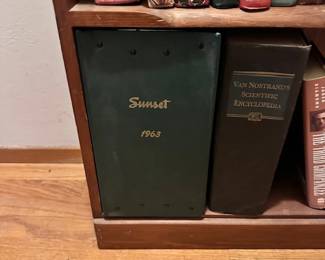 Sunset
1963
VAN NOSTRAND'S
SCIENTIFIC
ENCYCLOPEDIA